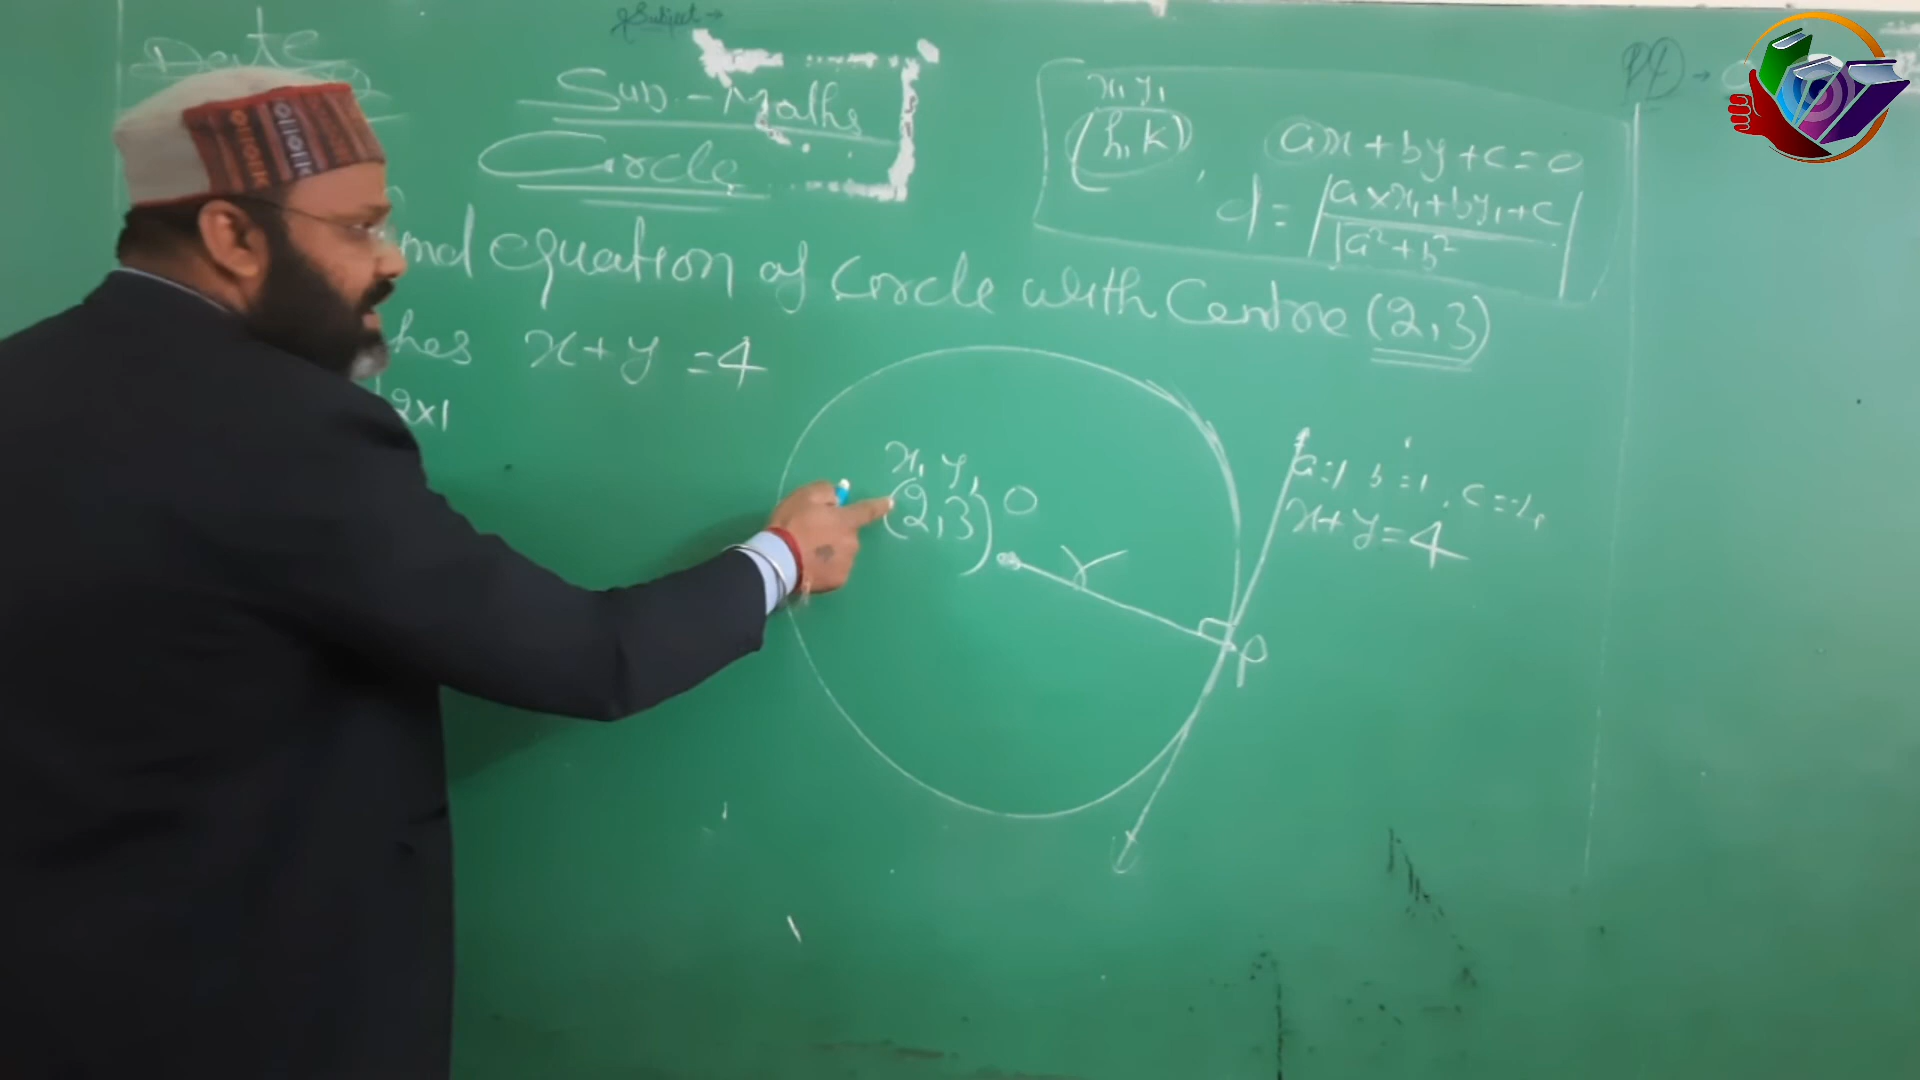 Subject →
Date
Sub. - Maths
Circle
x₁ y₁
(h, k)
ax + by + c = 0
d = |a×x₁ + by₁ + c / √a² + b²|
ind equation of circle with Centre (2,3)
hes x + y = 4
2×1
x₁ y₁
(2,3) O
r
P
a=1 b=1, c=-4
x + y = 4